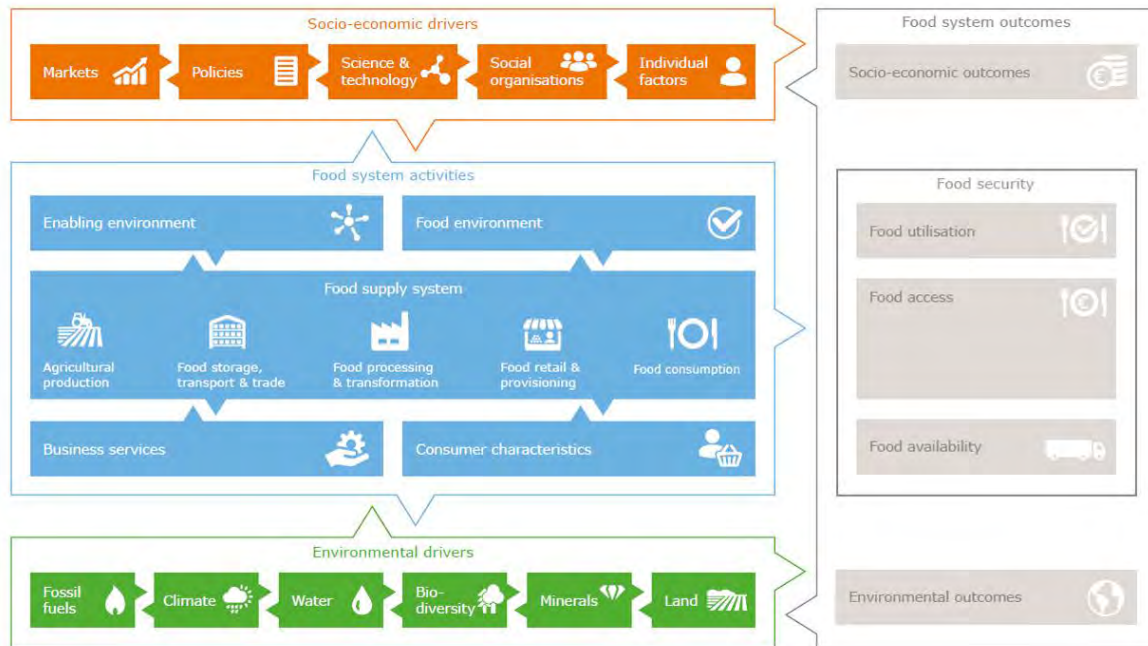 Socio-economic drivers
Markets
Policies
Science &
technology
Social
organisations
Individual
factors
Food system activities
Enabling environment
Food environment
Food supply system
Agricultural
production
Food storage,
transport & trade
Food processing
& transformation
Food retail &
provisioning
Food consumption
Business services
Consumer characteristics
Environmental drivers
Fossil
fuels
Climate
Water
Bio-
diversity
Minerals
Land
Food system outcomes
Socio-economic outcomes
€
Food security
Food utilisation
Food access
€
Food availability
Environmental outcomes